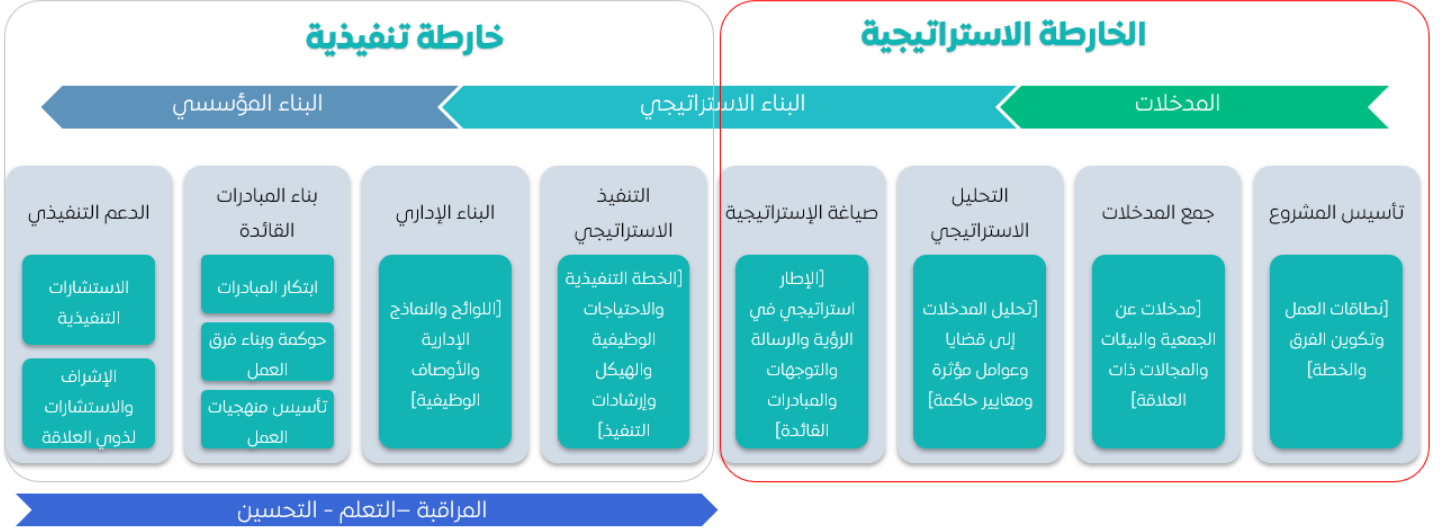 الخارطة الاستراتيجية
خارطة تنفيذية
المدخلات
البناء الاستراتيجي
البناء المؤسسي
تأسيس المشروع
[نطاقات العمل
وتكوين الفرق
والخطة]
جمع المدخلات
[مدخلات عن
الجمعية والبيئات
والمجالات ذات
العلاقة]
التحليل
الاستراتيجي
[تحليل المدخلات
إلى قضايا
وعوامل مؤثرة
ومعايير حاكمة]
صياغة الإستراتيجية
[الإطار
استراتيجي في
الرؤية والرسالة
والتوجهات
والمبادرات
القائدة]
التنفيذ
الاستراتيجي
[الخطة التنفيذية
والاحتياجات
الوظيفية
والهيكل
وإرشادات
التنفيذ]
البناء الإداري
[اللوائح والنماذج
الإدارية
والأوصاف
الوظيفية]
بناء المبادرات
القائدة
ابتكار المبادرات
حوكمة وبناء فرق
العمل
تأسيس منهجيات
العمل
الدعم التنفيذي
الاستشارات
التنفيذية
الإشراف
والاستشارات
لذوي العلاقة
المراقبة –التعلم - التحسين